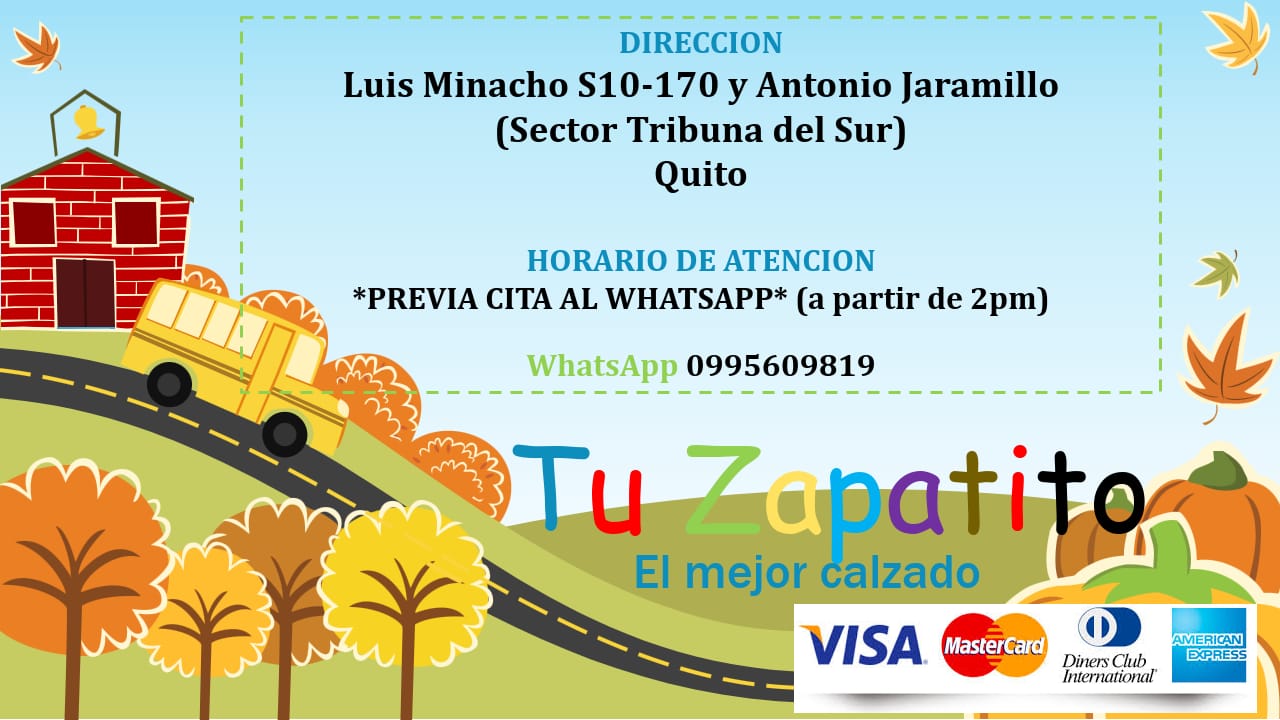 DIRECCION
Luis Minacho S10-170 y Antonio Jaramillo
(Sector Tribuna del Sur)
Quito
HORARIO DE ATENCION
*PREVIA CITA AL WHATSAPP* (a partir de 2pm)
WhatsApp 0995609819
Tu Zapatito
El mejor calzado
VISA MasterCard Diners Club International AMERICAN EXPRESS